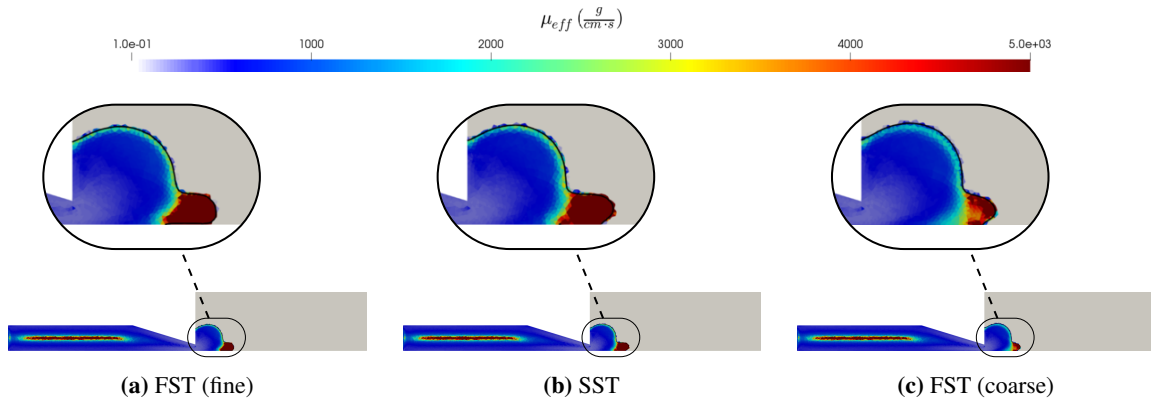 μ_eff (g/cm·s)
1.0e-01 1000 2000 3000 4000 5.0e+03
(a) FST (fine) (b) SST (c) FST (coarse)